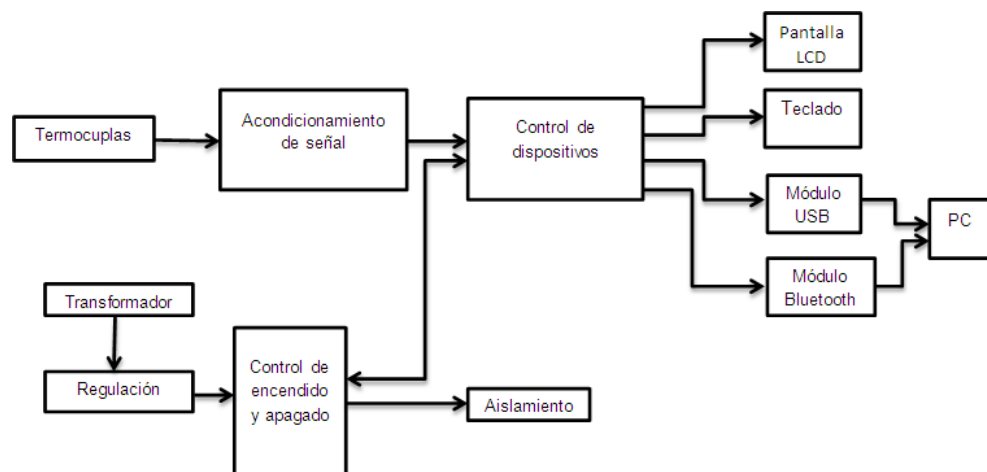 Pantalla
LCD
Teclado
Termocuplas
Acondicionamiento
de señal
Control de
dispositivos
Módulo
USB
PC
Módulo
Bluetooth
Transformador
Regulación
Control de
encendido
y apagado
Aislamiento